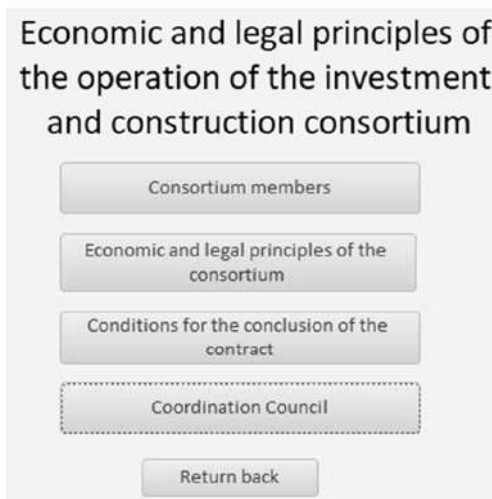 Economic and legal principles of
the operation of the investment
and construction consortium
Consortium members
Economic and legal principles of the
consortium
Conditions for the conclusion of the
contract
Coordination Council
Return back